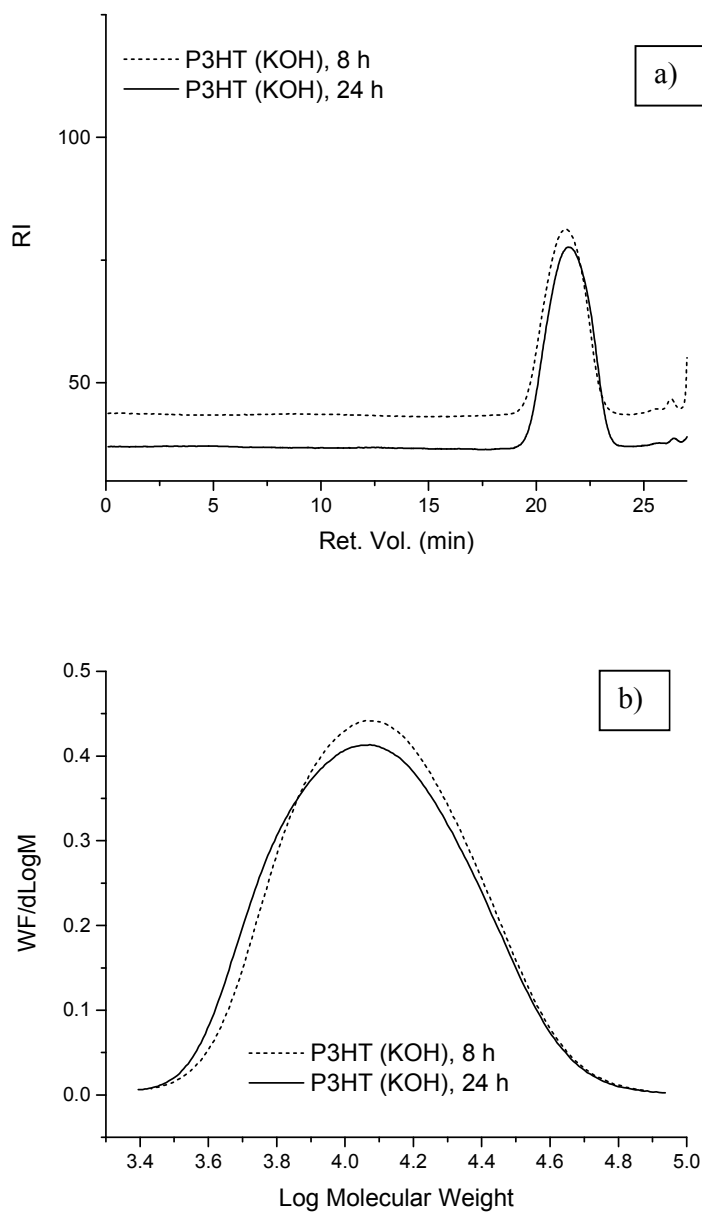 a)
P3HT (KOH), 8 h
P3HT (KOH), 24 h
100
50
RI
0 5 10 15 20 25
Ret. Vol. (min)
b)
0.5
0.4
0.3
0.2
0.1
0.0
WF/dLogM
P3HT (KOH), 8 h
P3HT (KOH), 24 h
3.4 3.6 3.8 4.0 4.2 4.4 4.6 4.8 5.0
Log Molecular Weight